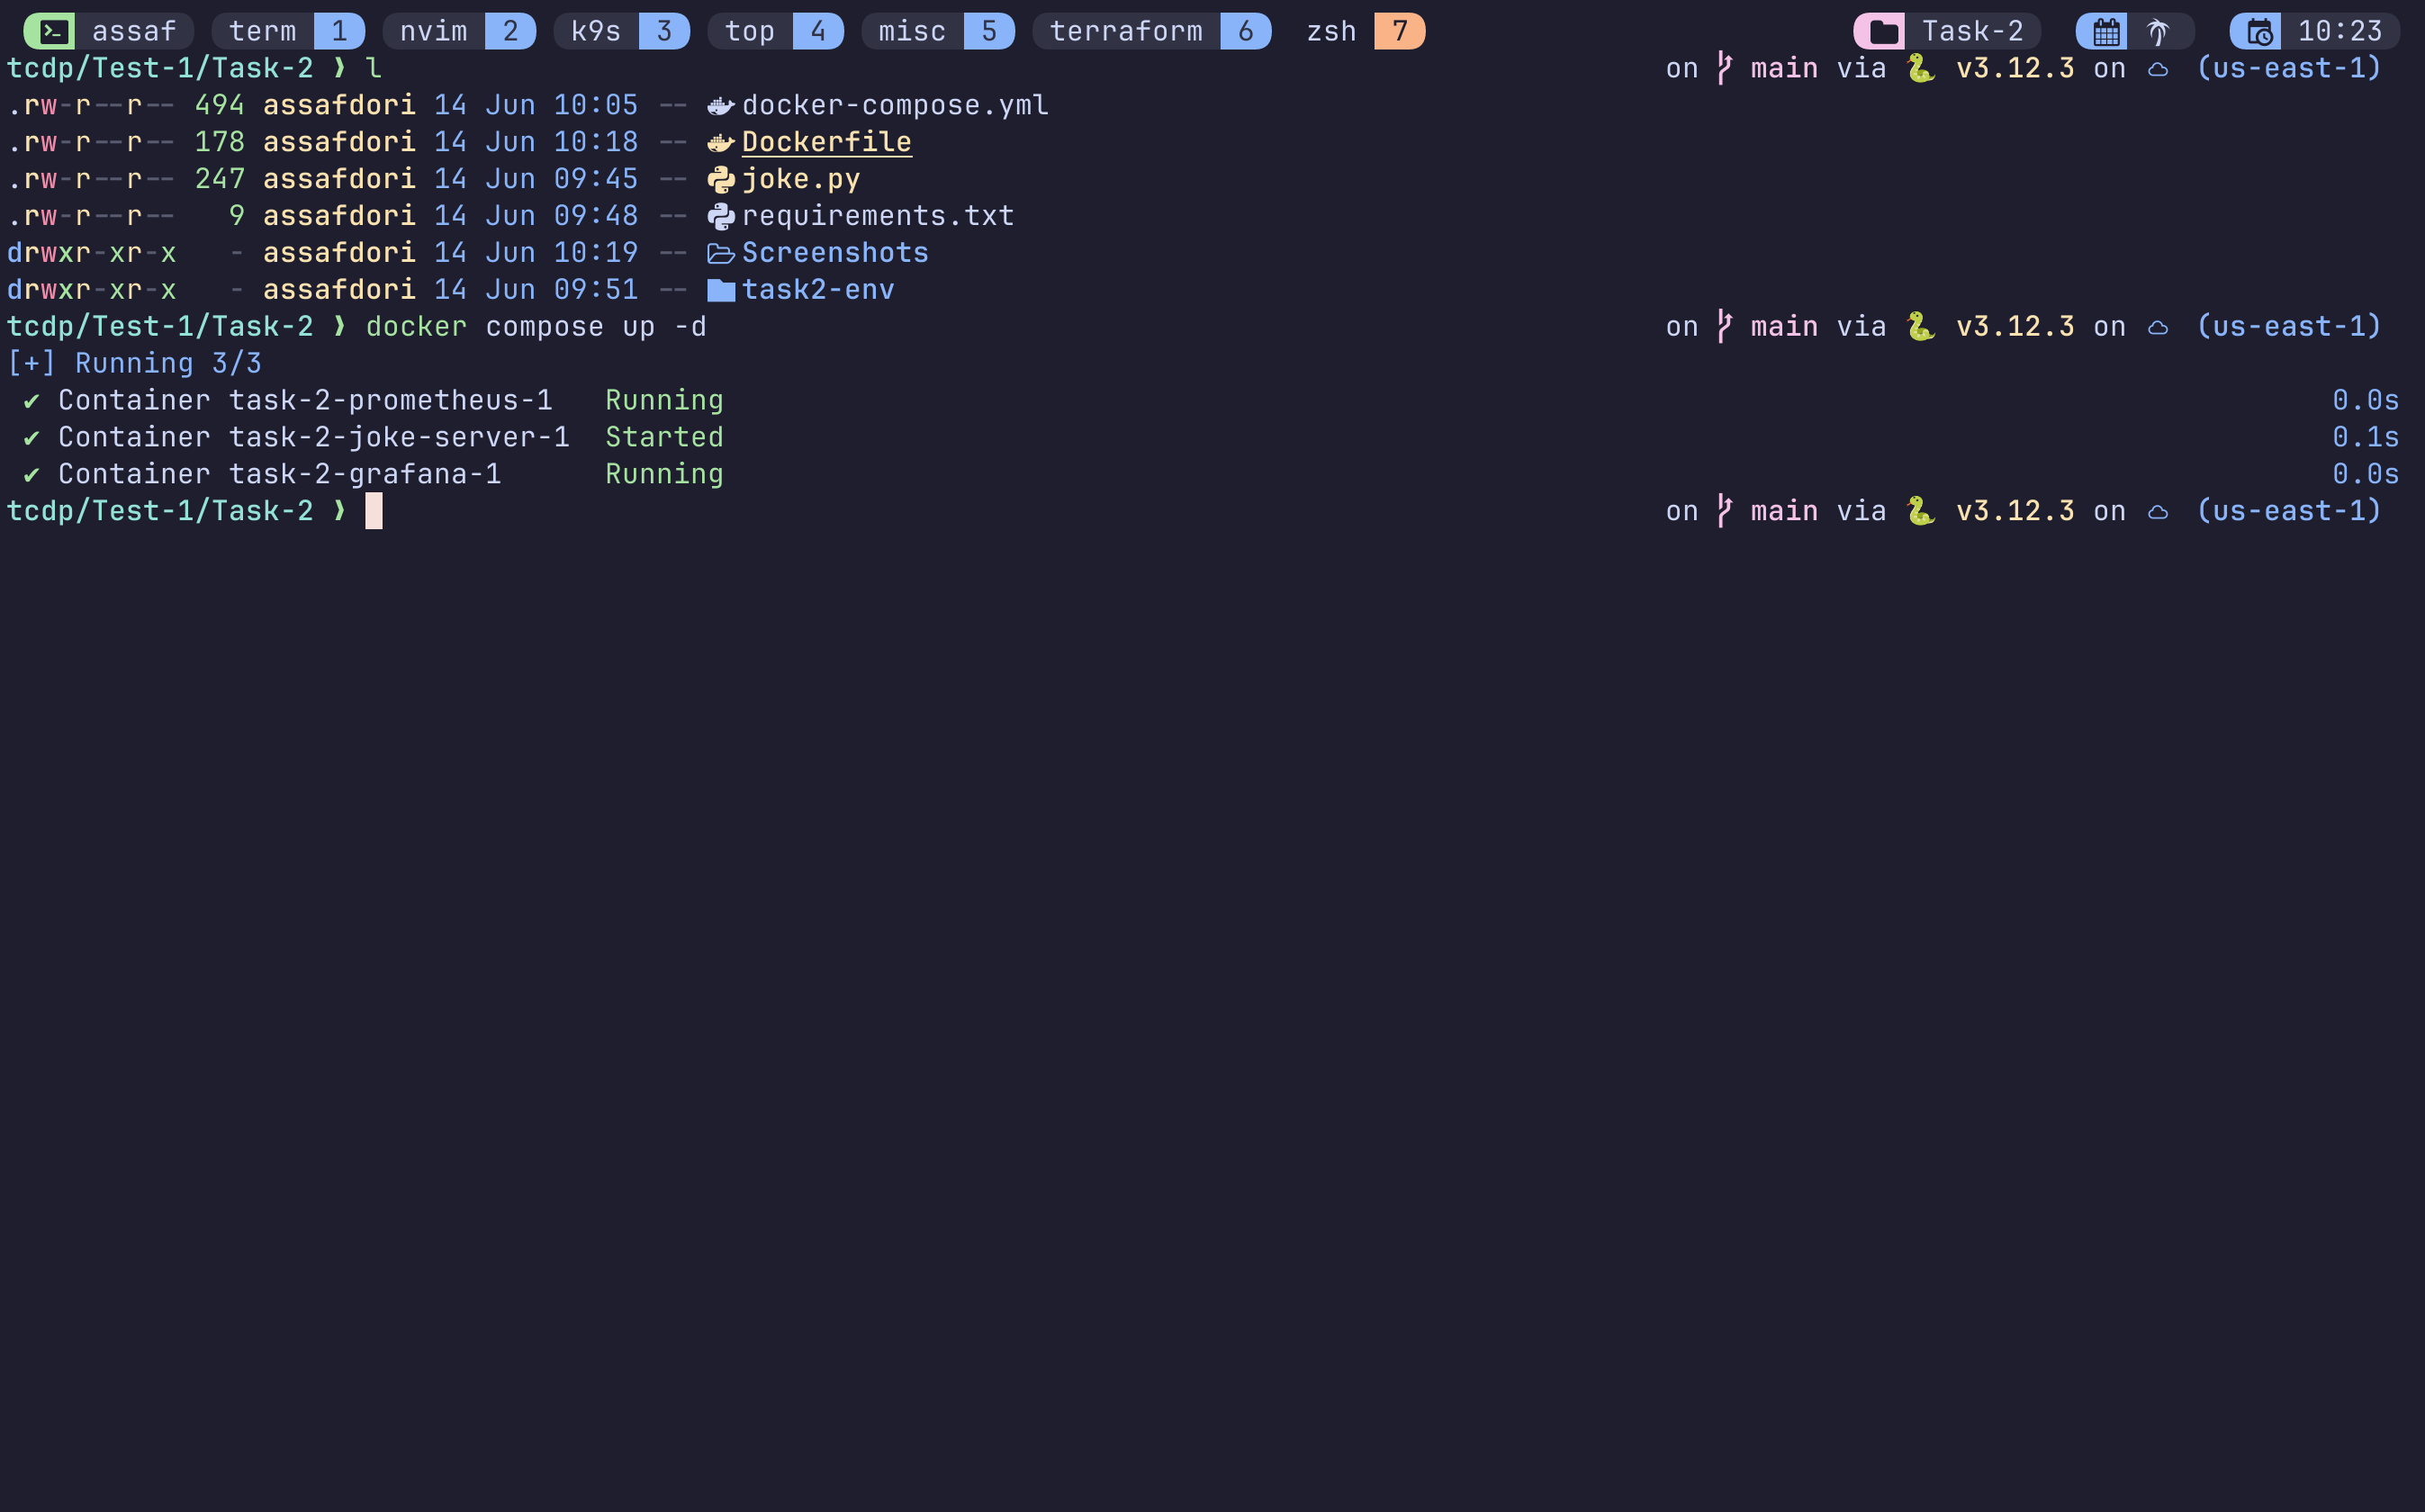 assaf term 1 nvim 2 k9s 3 top 4 misc 5 terraform 6 zsh 7 Task-2 10:23
tcdp/Test-1/Task-2 ❱ l on main via 🐍 v3.12.3 on (us-east-1)
.rw-r--r-- 494 assafdori 14 Jun 10:05 -- docker-compose.yml
.rw-r--r-- 178 assafdori 14 Jun 10:18 -- Dockerfile
.rw-r--r-- 247 assafdori 14 Jun 09:45 -- joke.py
.rw-r--r-- 9 assafdori 14 Jun 09:48 -- requirements.txt
drwxr-xr-x - assafdori 14 Jun 10:19 -- Screenshots
drwxr-xr-x - assafdori 14 Jun 09:51 -- task2-env
tcdp/Test-1/Task-2 ❱ docker compose up -d on main via 🐍 v3.12.3 on (us-east-1)
[+] Running 3/3
✔ Container task-2-prometheus-1 Running 0.0s
✔ Container task-2-joke-server-1 Started 0.1s
✔ Container task-2-grafana-1 Running 0.0s
tcdp/Test-1/Task-2 ❱ on main via 🐍 v3.12.3 on (us-east-1)